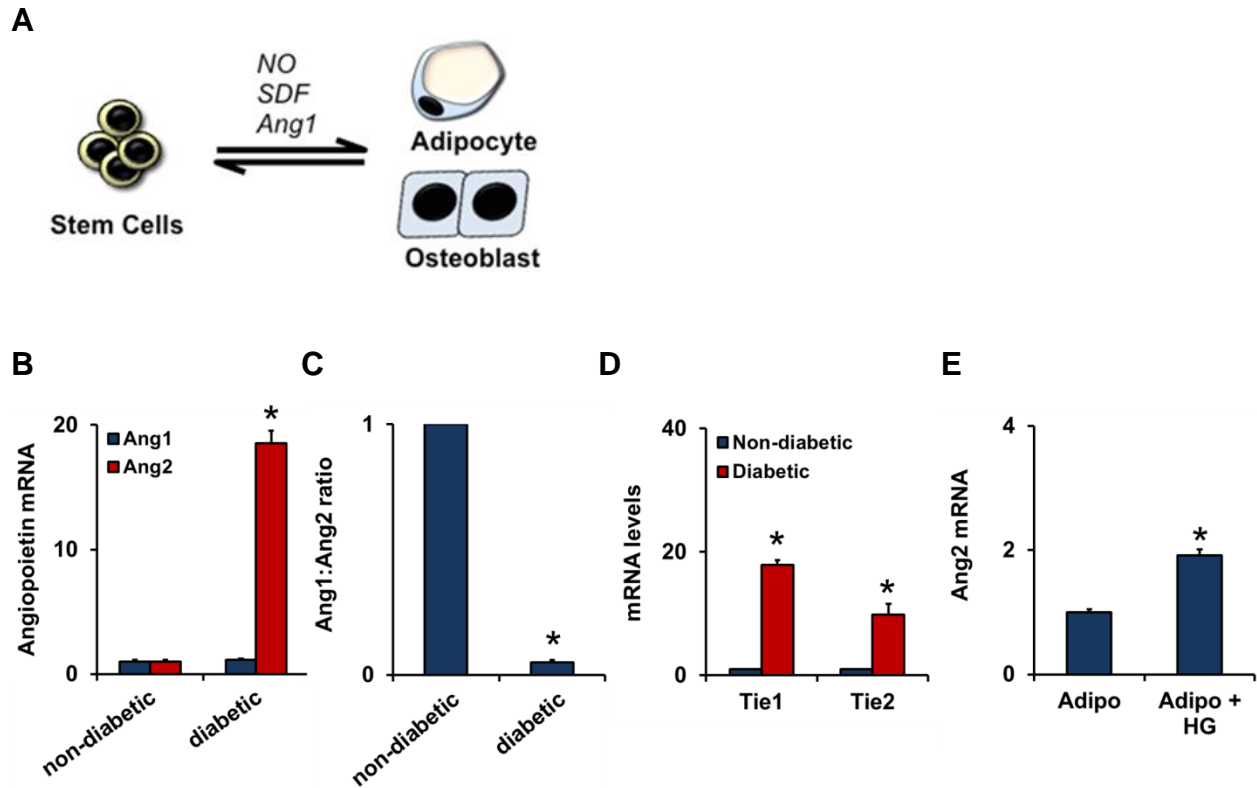 A
NO
SDF
Ang1
Stem Cells
Adipocyte
Osteoblast
B
Angiopoietin mRNA
20
10
0
Ang1
Ang2
*
non-diabetic
diabetic
C
Ang1:Ang2 ratio
1
0
*
non-diabetic
diabetic
D
mRNA levels
40
20
0
Non-diabetic
Diabetic
*
*
Tie1
Tie2
E
Ang2 mRNA
4
2
0
*
Adipo
Adipo +
HG